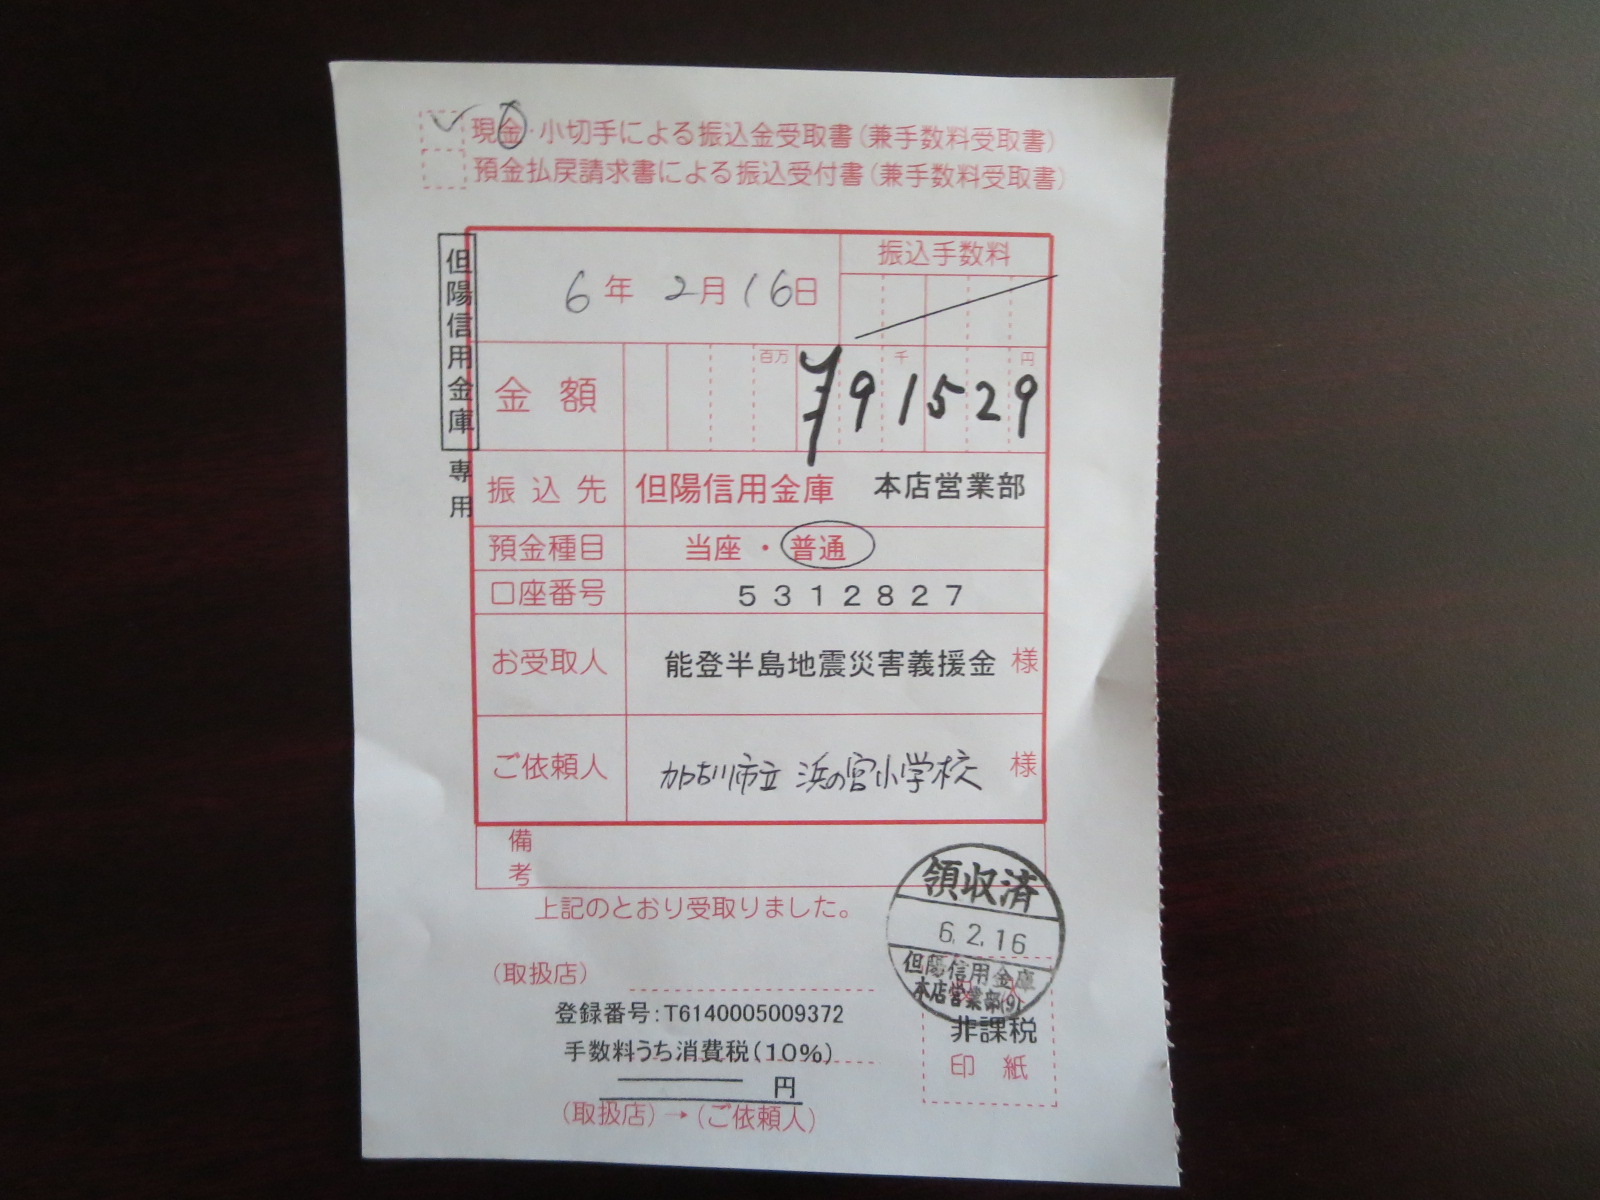 現金・小切手による振込金受取書(兼手数料受取書)
預金払戻請求書による振込受付書(兼手数料受取書)
但陽信用金庫専用
6年 2月 16日
振込手数料
金額
百万 千 円
¥91529
振込先 但陽信用金庫 本店営業部
預金種目 当座・普通
口座番号 5312827
お受取人 能登半島地震災害義援金 様
ご依頼人 加古川市立 浜の宮小学校 様
備考
上記のとおり受取りました。
領収済
6.2.16
但陽信用金庫
本店営業部(9)
(取扱店)
登録番号:T6140005009372
非課税
手数料うち消費税(10%)
印紙
円
(取扱店)→(ご依頼人)